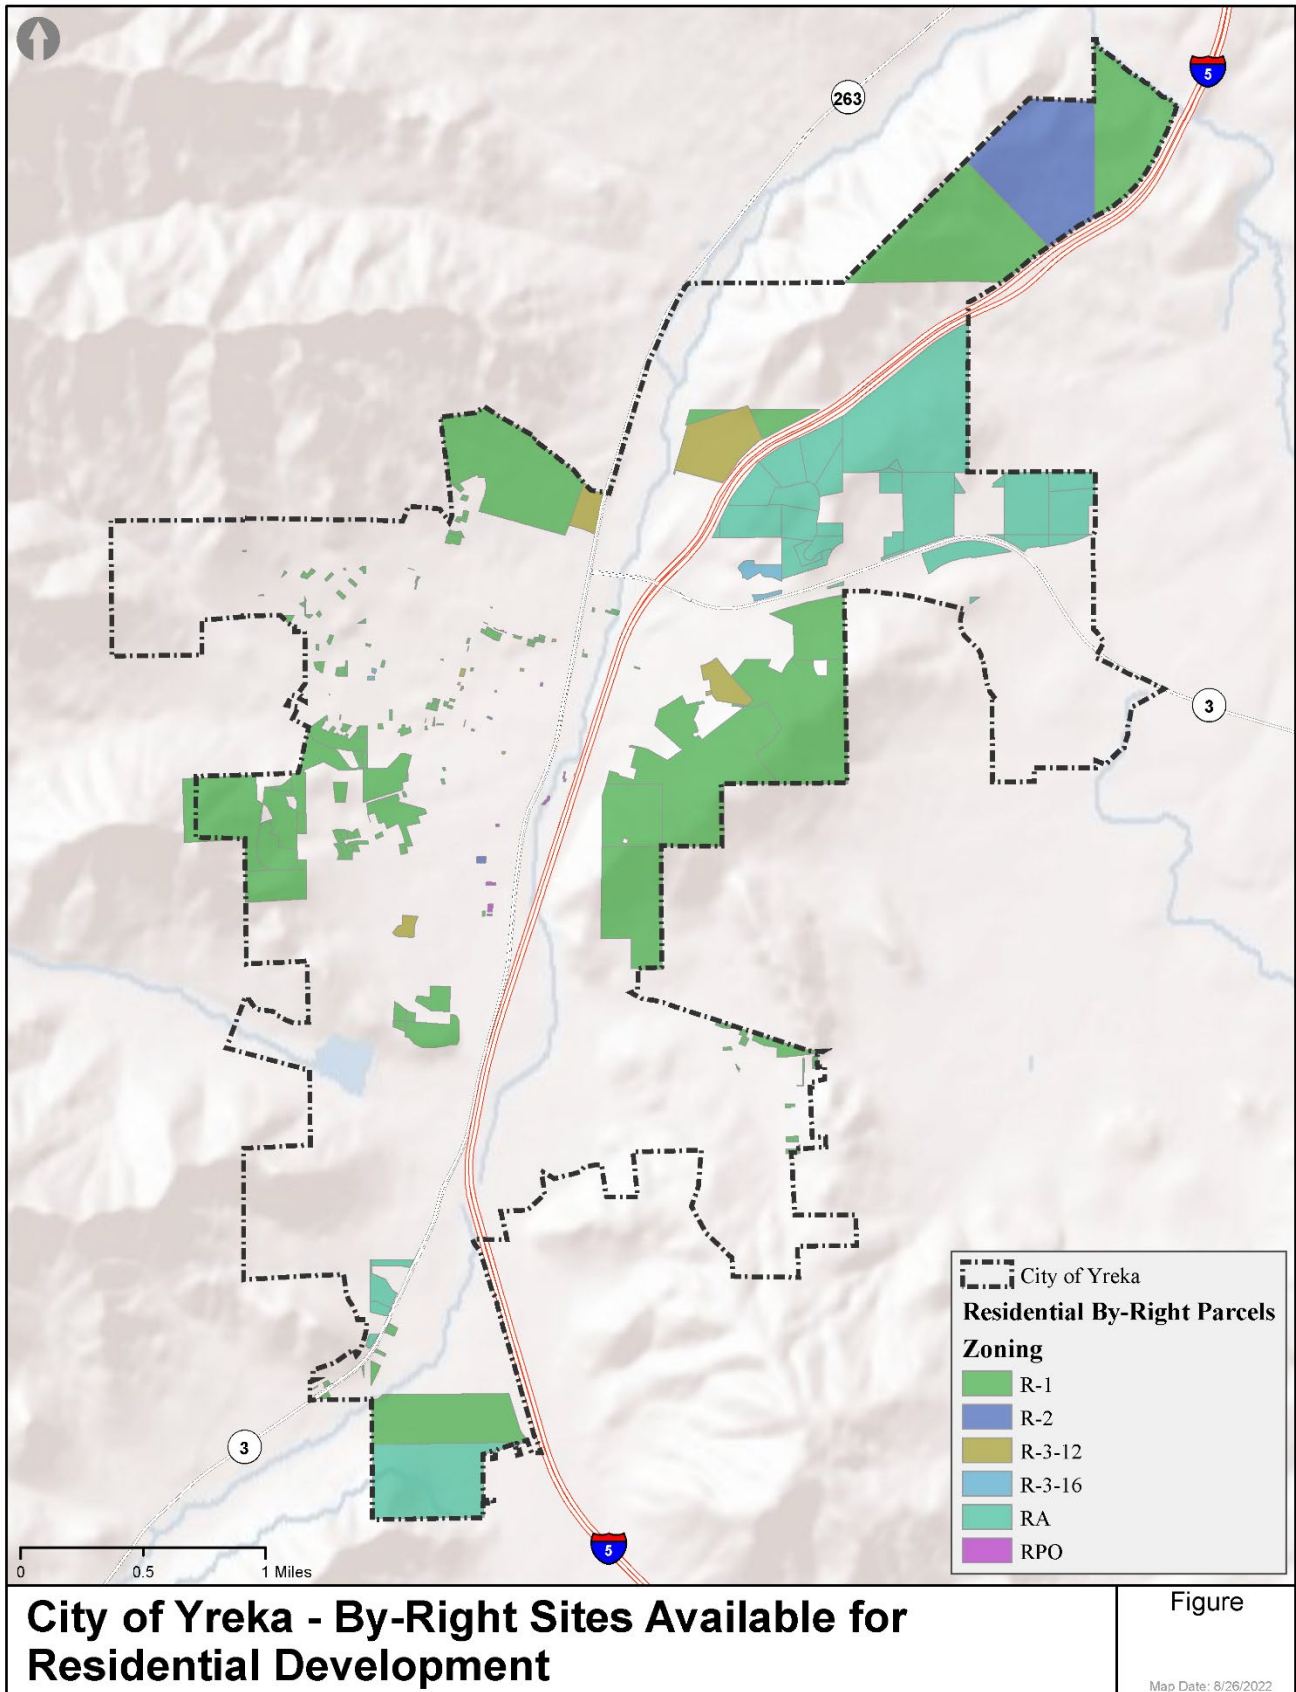 5
263
3
City of Yreka
Residential By-Right Parcels
Zoning
R-1
R-2
R-3-12
R-3-16
RA
RPO
3
5
0 0.5 1 Miles
City of Yreka - By-Right Sites Available for
Residential Development
Figure
Map Date: 8/26/2022